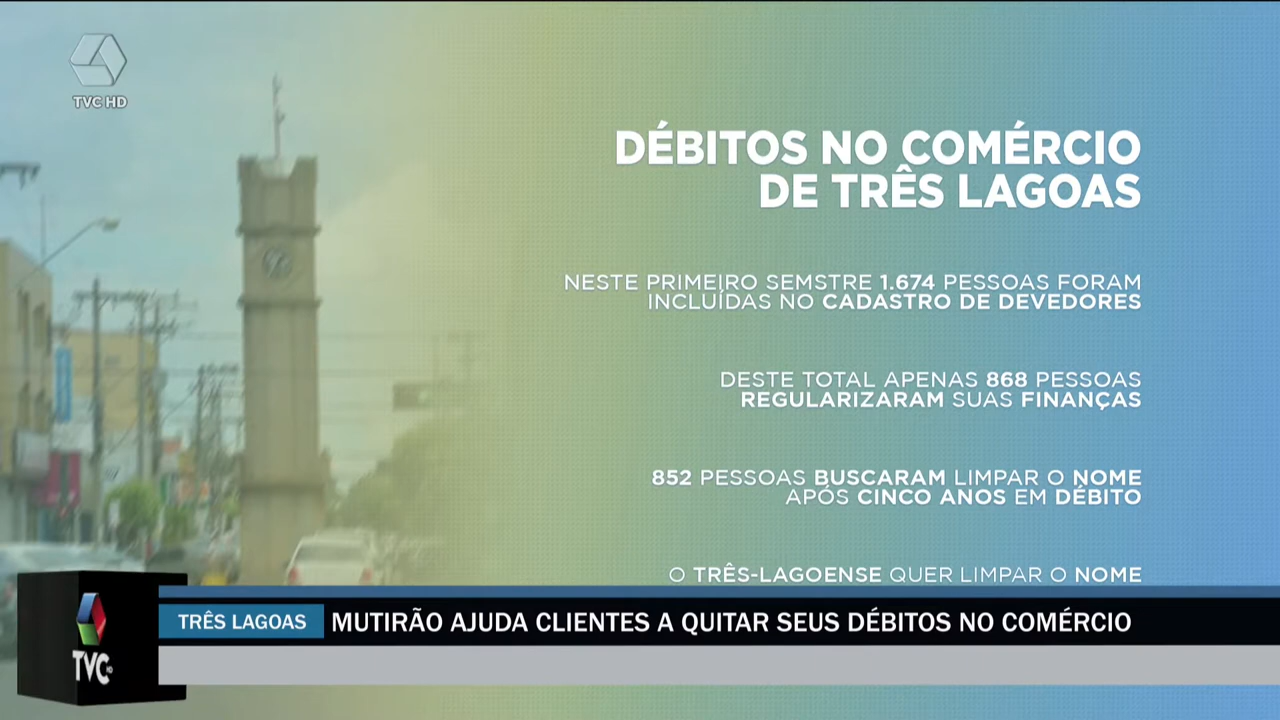 TVC HD
DÉBITOS NO COMÉRCIO
DE TRÊS LAGOAS
NESTE PRIMEIRO SEMSTRE 1.674 PESSOAS FORAM
INCLUÍDAS NO CADASTRO DE DEVEDORES
DESTE TOTAL APENAS 868 PESSOAS
REGULARIZARAM SUAS FINANÇAS
852 PESSOAS BUSCARAM LIMPAR O NOME
APÓS CINCO ANOS EM DÉBITO
O TRÊS-LAGOENSE QUER LIMPAR O NOME
TRÊS LAGOAS MUTIRÃO AJUDA CLIENTES A QUITAR SEUS DÉBITOS NO COMÉRCIO
TVC HD